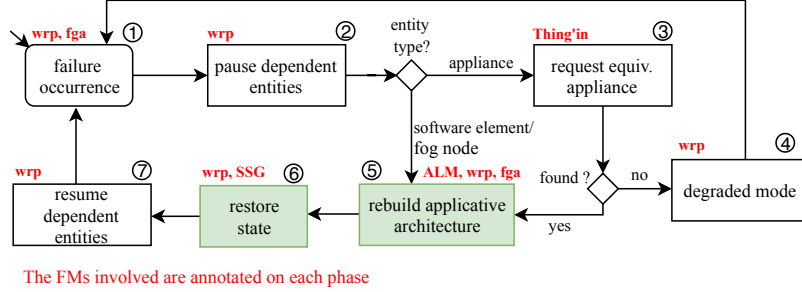 wrp, fga
①
failure
occurrence
wrp
②
pause dependent
entities
entity
type?
appliance
Thing'in
③
request equiv.
appliance
software element/
fog node
found ?
no
yes
wrp
④
degraded mode
ALM, wrp, fga
⑤
rebuild applicative
architecture
wrp, SSG
⑥
restore
state
wrp
⑦
resume
dependent
entities
The FMs involved are annotated on each phase